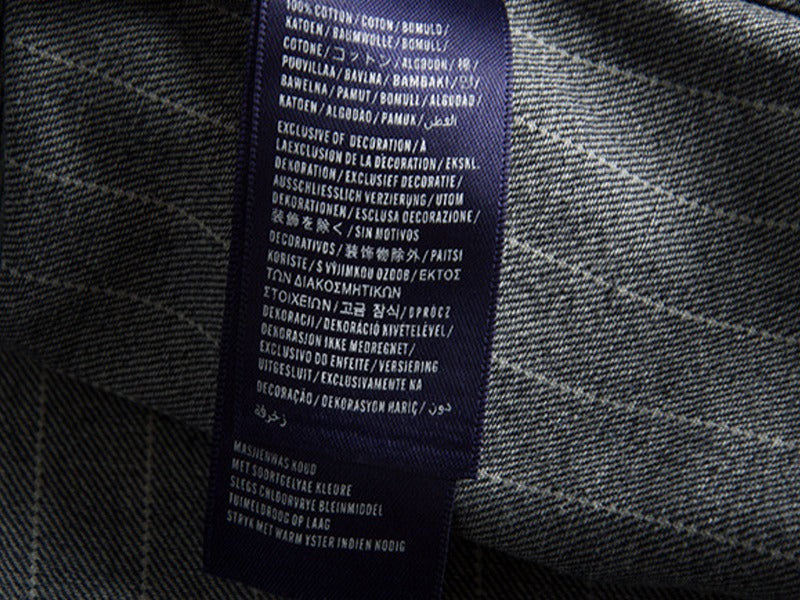 100% COTTON / COTON / BOMULD /
KATOEN / BAUMWOLLE / BOMULL /
COTONE / コットン / ALGODON / 棉 /
PUUVILLAA / BAVLNA / BAMBAKI / 면 /
BAWELNA / PAMUT / BOMULL / ALGODAO /
KATOEN / ALGODAO / PAMUK / القطن
EXCLUSIVE OF DECORATION / À
LAEXCLUSION DE LA DECORATION / EKSKL.
DEKORATION / EXCLUSIEF DECORATIE /
AUSSCHLIESSLICH VERZIERUNG / UTOM
DEKORATIONEN / ESCLUSA DECORAZIONE /
装飾を除く / SIN MOTIVOS
DECORATIVOS / 装饰物除外 / PAITSI
KORISTE / S VÝJIMKOU OZDOB / ΕΚΤΟΣ
ΤΩΝ ΔΙΑΚΟΣΜΗΤΙΚΩΝ
ΣΤΟΙΧΕΙΩΝ / 고급 장식 / OPRÓCZ
DEKORACJI / DEKORÁCIÓ KIVÉTELÉVEL /
DEKORASJON IKKE MEDREGNET /
EXCLUSIVO DO ENFEITE / VERSIERING
UITGESLUIT / EXCLUSIVAMENTE NA
DECORAÇÃO / DEKORASYON HARIÇ / دون
زخرفة
MASJIENWAS KOUD
MET SOORTGELYKE KLEURE
SLEGS CHLOORVRYE BLEIKMIDDEL
TUIMELDROOG OP LAAG
STRYK MET WARM YSTER INDIEN NODIG